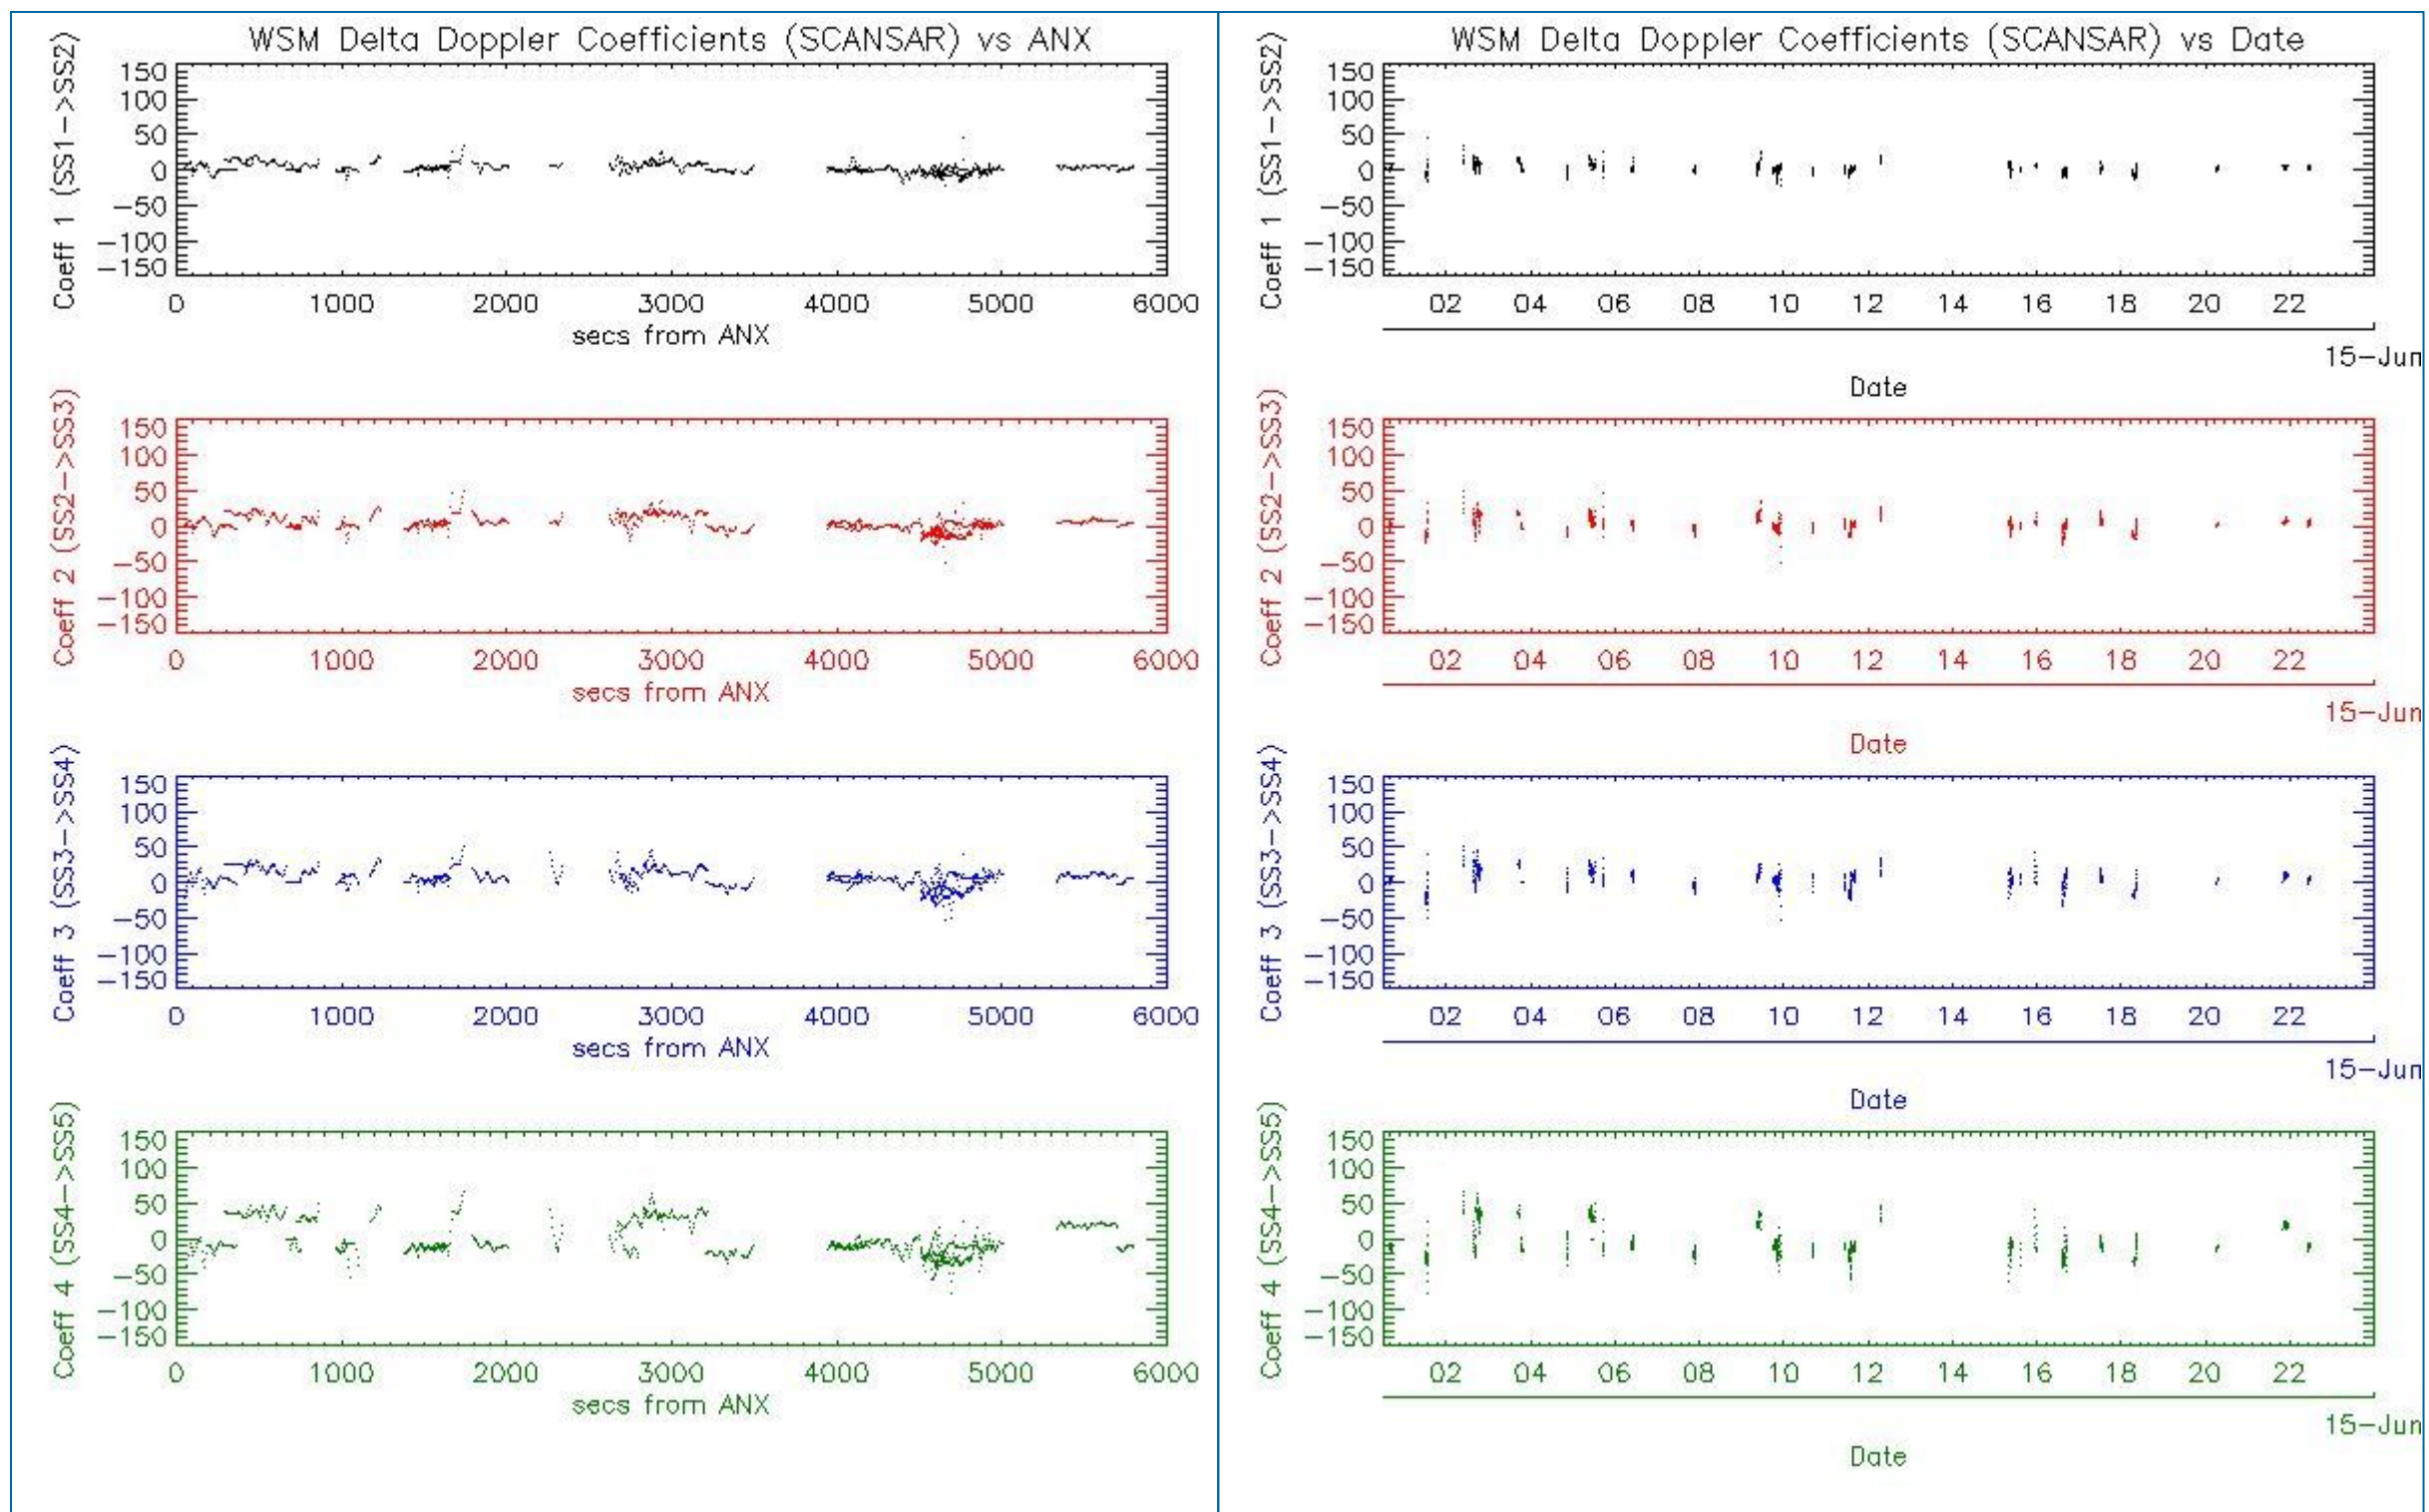 WSM Delta Doppler Coefficients (SCANSAR) vs ANX
Coeff 1 (SS1->SS2)
150
100
50
0
-50
-100
-150
0 1000 2000 3000 4000 5000 6000
secs from ANX
Coeff 2 (SS2->SS3)
150
100
50
0
-50
-100
-150
0 1000 2000 3000 4000 5000 6000
secs from ANX
Coeff 3 (SS3->SS4)
150
100
50
0
-50
-100
-150
0 1000 2000 3000 4000 5000 6000
secs from ANX
Coeff 4 (SS4->SS5)
150
100
50
0
-50
-100
-150
0 1000 2000 3000 4000 5000 6000
secs from ANX
WSM Delta Doppler Coefficients (SCANSAR) vs Date
Coeff 1 (SS1->SS2)
150
100
50
0
-50
-100
-150
02 04 06 08 10 12 14 16 18 20 22
15-Jun
Date
Coeff 2 (SS2->SS3)
150
100
50
0
-50
-100
-150
02 04 06 08 10 12 14 16 18 20 22
15-Jun
Date
Coeff 3 (SS3->SS4)
150
100
50
0
-50
-100
-150
02 04 06 08 10 12 14 16 18 20 22
15-Jun
Date
Coeff 4 (SS4->SS5)
150
100
50
0
-50
-100
-150
02 04 06 08 10 12 14 16 18 20 22
15-Jun
Date